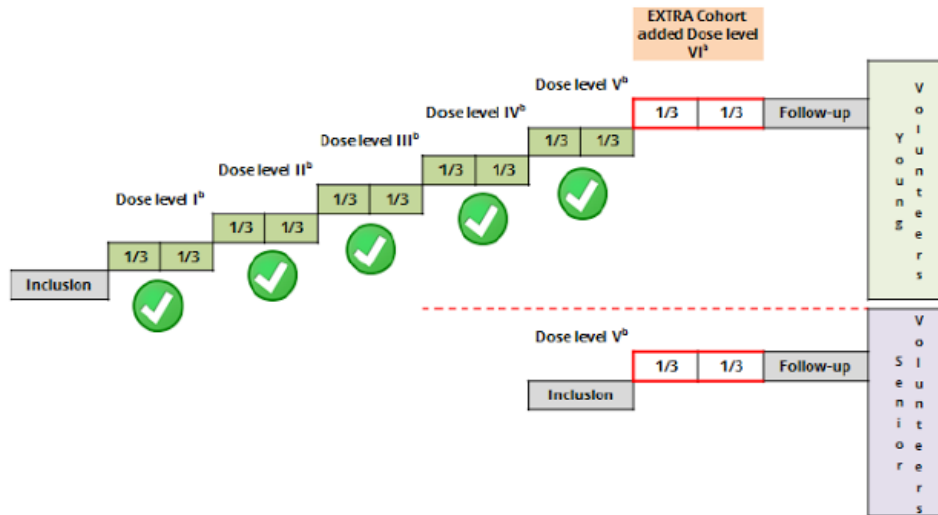 EXTRA Cohort
added Dose level
VIᵃ
Dose level Vᵇ
1/3 1/3 Follow-up
Dose level IVᵇ
1/3 1/3
Dose level IIIᵇ
1/3 1/3
Dose level IIᵇ
1/3 1/3
Dose level Iᵇ
1/3 1/3
Inclusion
1/3 1/3
Young
Volunteers
Dose level Vᵇ
1/3 1/3 Follow-up
Inclusion
Senior
Volunteers